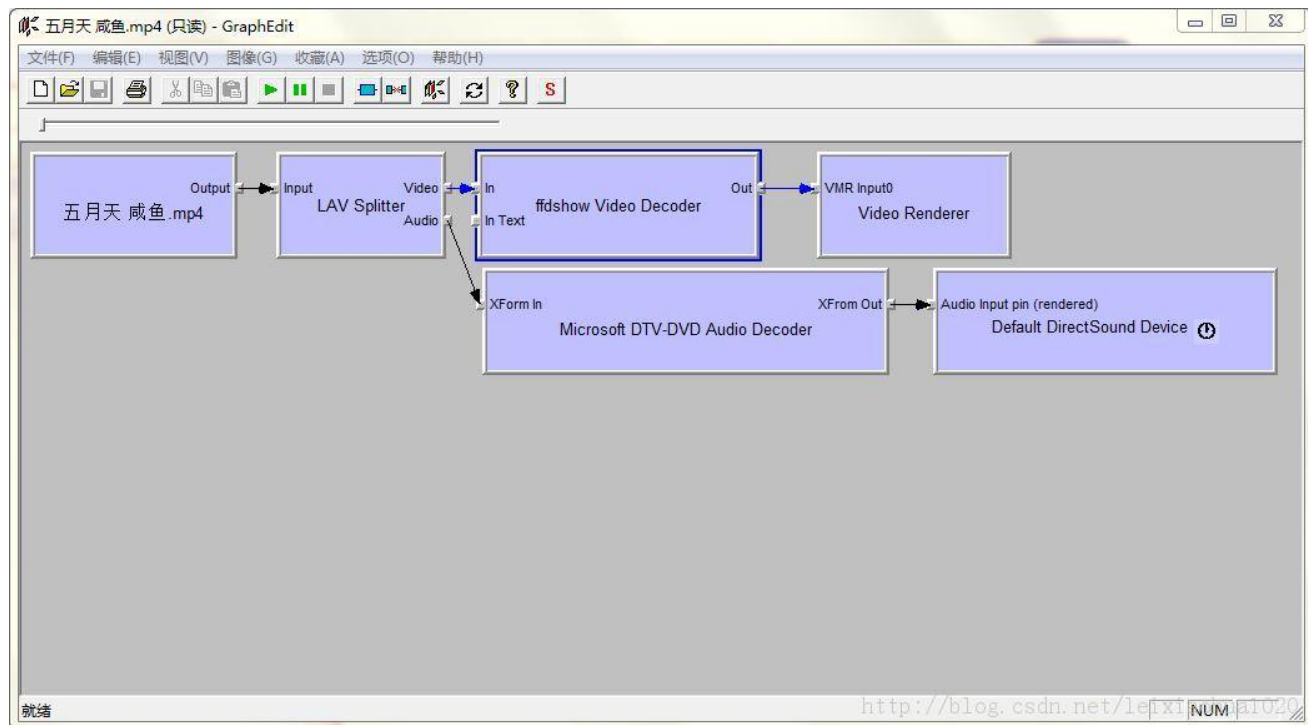 五月天 咸鱼.mp4 (只读) - GraphEdit
文件(F) 编辑(E) 视图(V) 图像(G) 收藏(A) 选项(O) 帮助(H)
S
Output
五月天 咸鱼.mp4
Input
Video
LAV Splitter
Audio
In
Out
ffdshow Video Decoder
In Text
VMR Input0
Video Renderer
XForm In
XFrom Out
Microsoft DTV-DVD Audio Decoder
Audio Input pin (rendered)
Default DirectSound Device
就绪
http://blog.csdn.net/
NUM